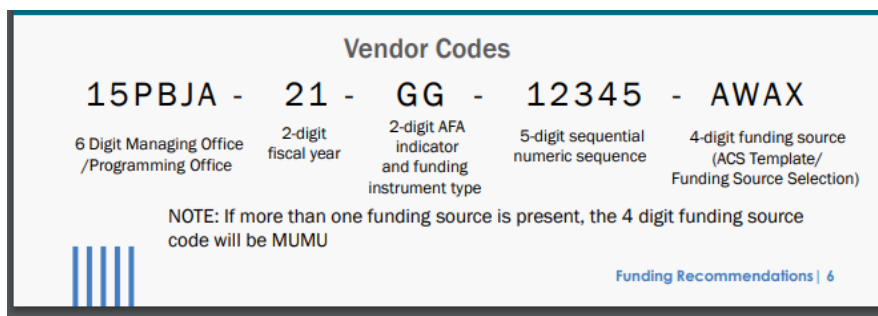 Vendor Codes
15PBJA - 21 - GG - 12345 - AWAX
6 Digit Managing Office
/Programming Office
2-digit
fiscal year
2-digit AFA
indicator
and funding
instrument type
5-digit sequential
numeric sequence
4-digit funding source
(ACS Template/
Funding Source Selection)
NOTE: If more than one funding source is present, the 4 digit funding source
code will be MUMU
Funding Recommendations| 6